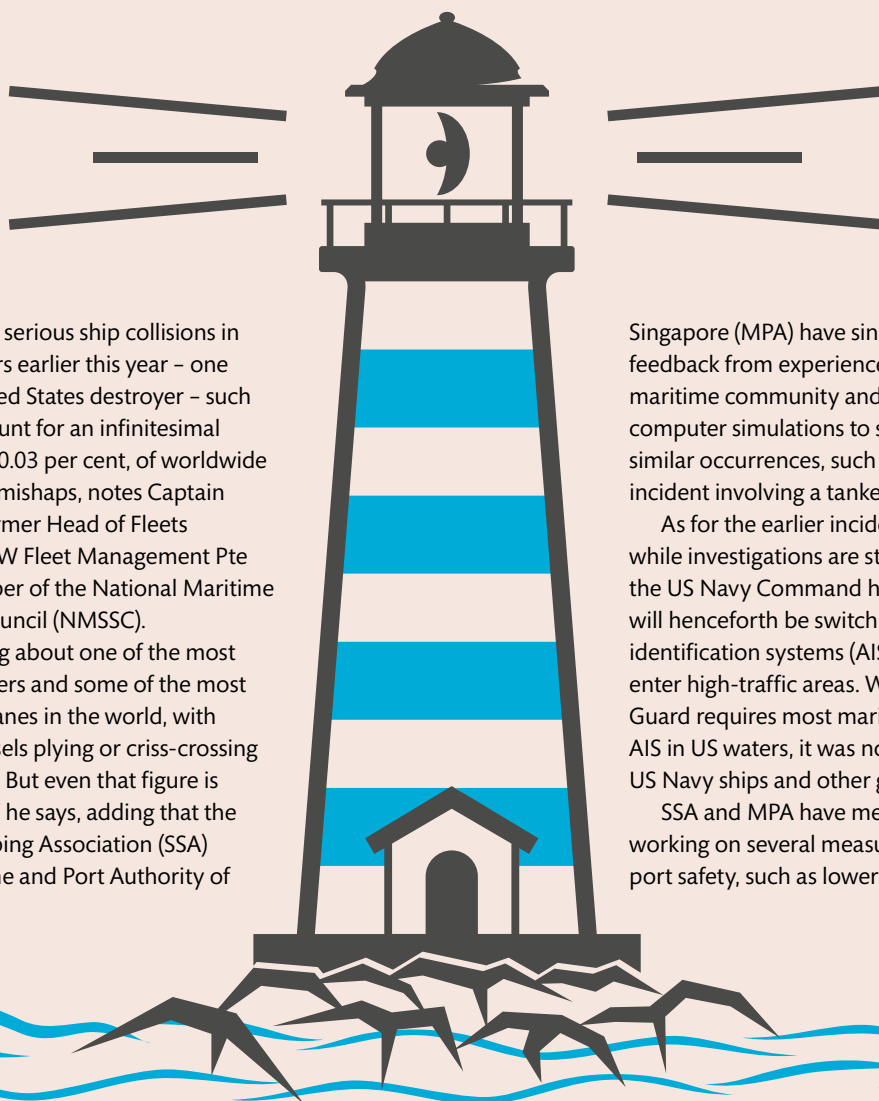 serious ship collisions in
rs earlier this year – one
ed States destroyer – such
unt for an infinitesimal
0.03 per cent, of worldwide
mishaps, notes Captain
rmer Head of Fleets
W Fleet Management Pte
ber of the National Maritime
uncil (NMSSC).
g about one of the most
ers and some of the most
anes in the world, with
sels plying or criss-crossing
But even that figure is
he says, adding that the
ping Association (SSA)
ne and Port Authority of
Singapore (MPA) have sin
feedback from experience
maritime community and
computer simulations to s
similar occurrences, such
incident involving a tanke
As for the earlier incide
while investigations are st
the US Navy Command h
will henceforth be switch
identification systems (AIS
enter high-traffic areas. W
Guard requires most mari
AIS in US waters, it was no
US Navy ships and other g
SSA and MPA have me
working on several measu
port safety, such as lower